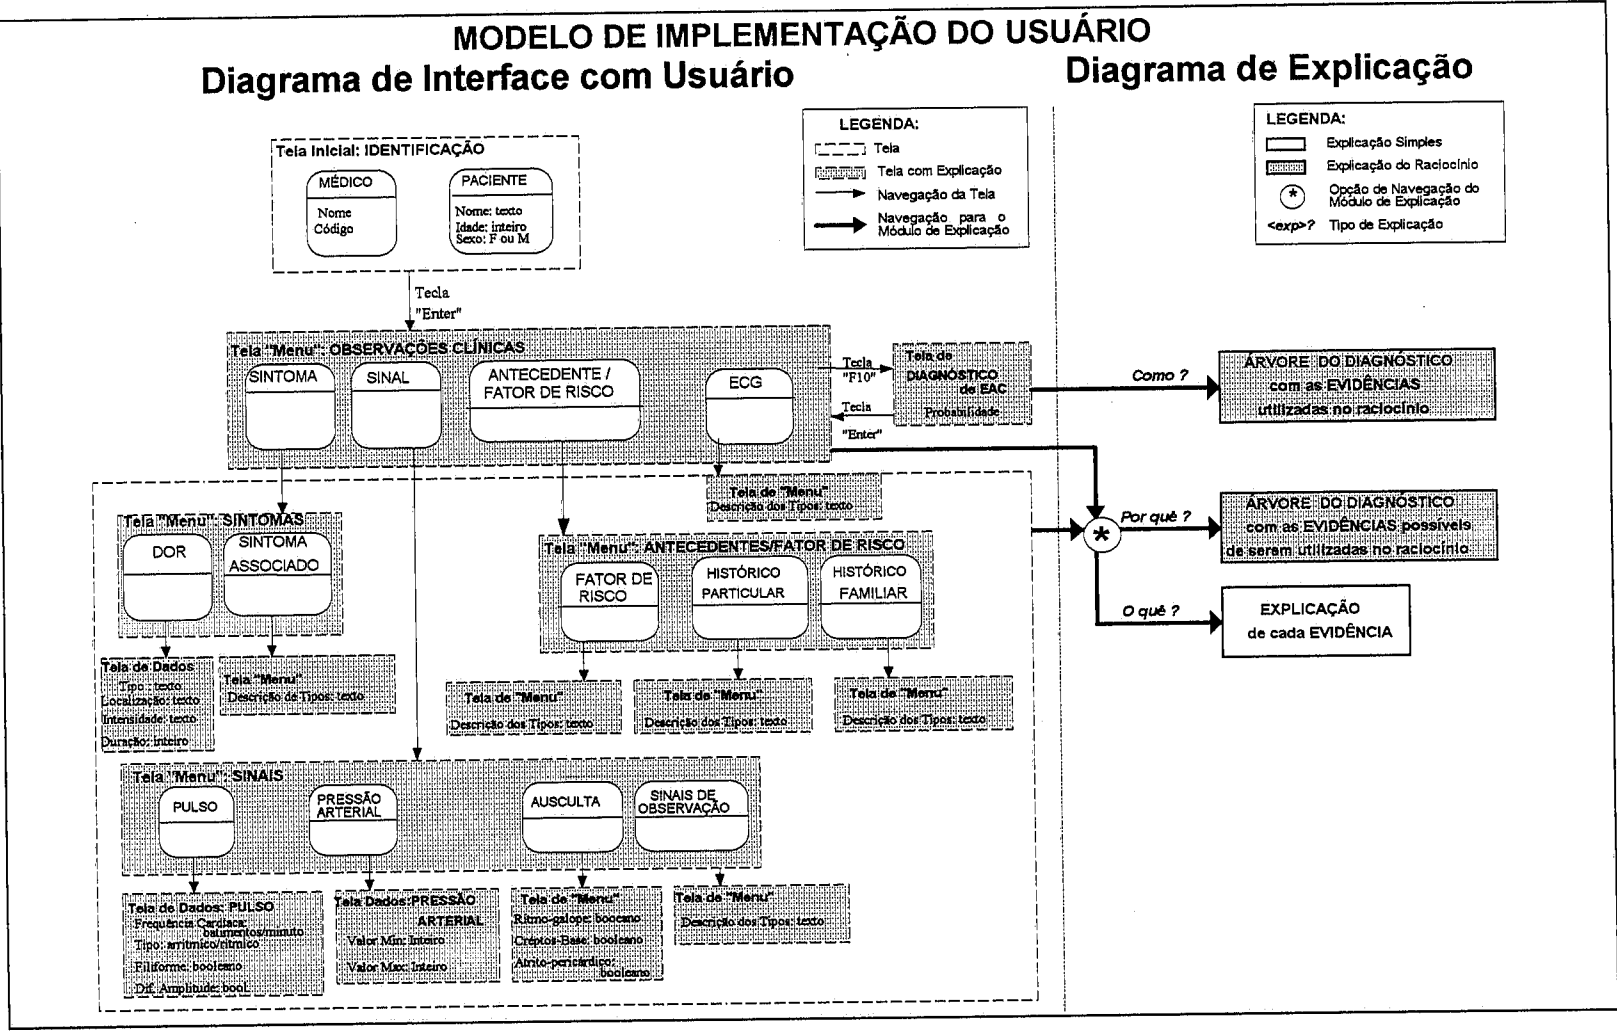 MODELO DE IMPLEMENTAÇÃO DO USUÁRIO
Diagrama de Interface com Usuário
Diagrama de Explicação
LEGENDA:
Tela
Tela com Explicação
Navegação da Tela
Navegação para o
Módulo de Explicação
LEGENDA:
Explicação Simples
Explicação do Raciocínio
* Opção de Navegação do
Módulo de Explicação
<exp>? Tipo de Explicação
Tela Inicial: IDENTIFICAÇÃO
MÉDICO
Nome
Código
PACIENTE
Nome: texto
Idade: inteiro
Sexo: F ou M
Tecla
"Enter"
Tela "Menu": OBSERVAÇÕES CLÍNICAS
SINTOMA
SINAL
ANTECEDENTE /
FATOR DE RISCO
ECG
Tecla
"F10"
Tecla
"Enter"
Tela de
DIAGNÓSTICO
de EAC
Probabilidade
Como ?
ÁRVORE DO DIAGNÓSTICO
com as EVIDÊNCIAS
utilizadas no raciocínio
Tela de "Menu"
Descrição dos Tipos: texto
*
Por quê ?
ÁRVORE DO DIAGNÓSTICO
com as EVIDÊNCIAS possíveis
de serem utilizadas no raciocínio
O quê ?
EXPLICAÇÃO
de cada EVIDÊNCIA
Tela "Menu": SINTOMAS
DOR
SINTOMA
ASSOCIADO
Tela "Menu": ANTECEDENTES/FATOR DE RISCO
FATOR DE
RISCO
HISTÓRICO
PARTICULAR
HISTÓRICO
FAMILIAR
Tela de Dados
Tipo : texto
Localização: texto
Intensidade: texto
Duração: inteiro
Tela "Menu"
Descrição de Tipos: texto
Tela de "Menu"
Descrição dos Tipos: texto
Tela de "Menu"
Descrição dos Tipos: texto
Tela de "Menu"
Descrição dos Tipos: texto
Tela "Menu": SINAIS
PULSO
PRESSÃO
ARTERIAL
AUSCULTA
SINAIS DE
OBSERVAÇÃO
Tela de Dados: PULSO
Frequência Cardíaca:
batimentos/minuto
Tipo: arrítmico/rítmico
Filiforme: booleano
Dif. Amplitude: bool.
Tela Dados:PRESSÃO
ARTERIAL
Valor Min: Inteiro
Valor Max: Inteiro
Tela de "Menu"
Ritmo-galope: booeano
Créptos-Base: booleano
Atrito-pericárdico:
booleano
Tela de "Menu"
Descrição dos Tipos: texto